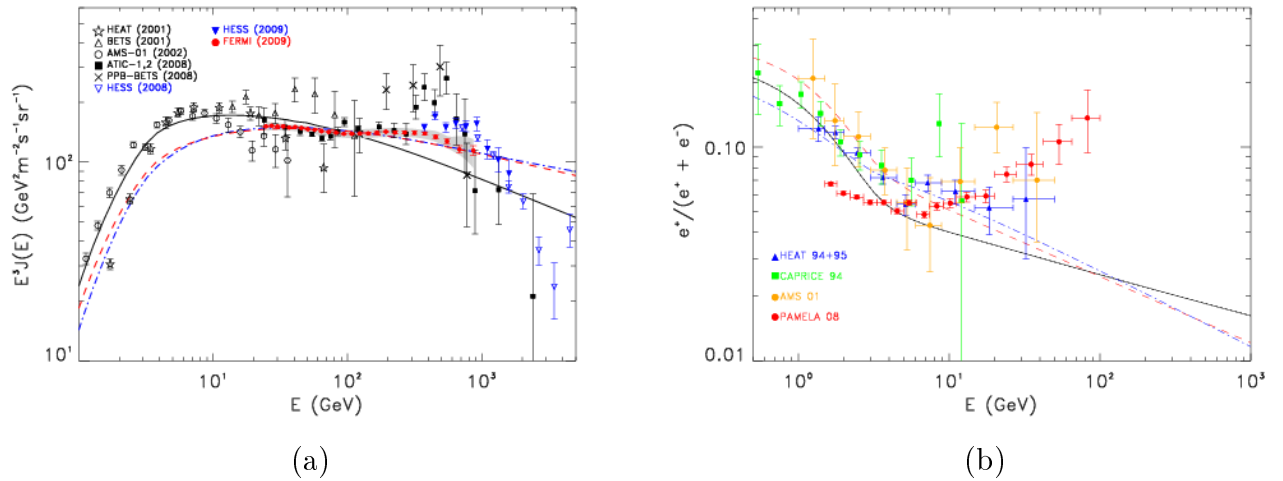 HEAT (2001)
BETS (2001)
AMS-01 (2002)
ATIC-1,2 (2008)
PPB-BETS (2008)
HESS (2008)
HESS (2009)
FERMI (2009)
E³J(E) (GeV²m⁻²s⁻¹sr⁻¹)
10²
10¹
10¹
10²
10³
E (GeV)
(a)
e⁺/(e⁺ + e⁻)
0.10
0.01
HEAT 94+95
CAPRICE 94
AMS 01
PAMELA 08
10⁰
10¹
10²
10³
E (GeV)
(b)